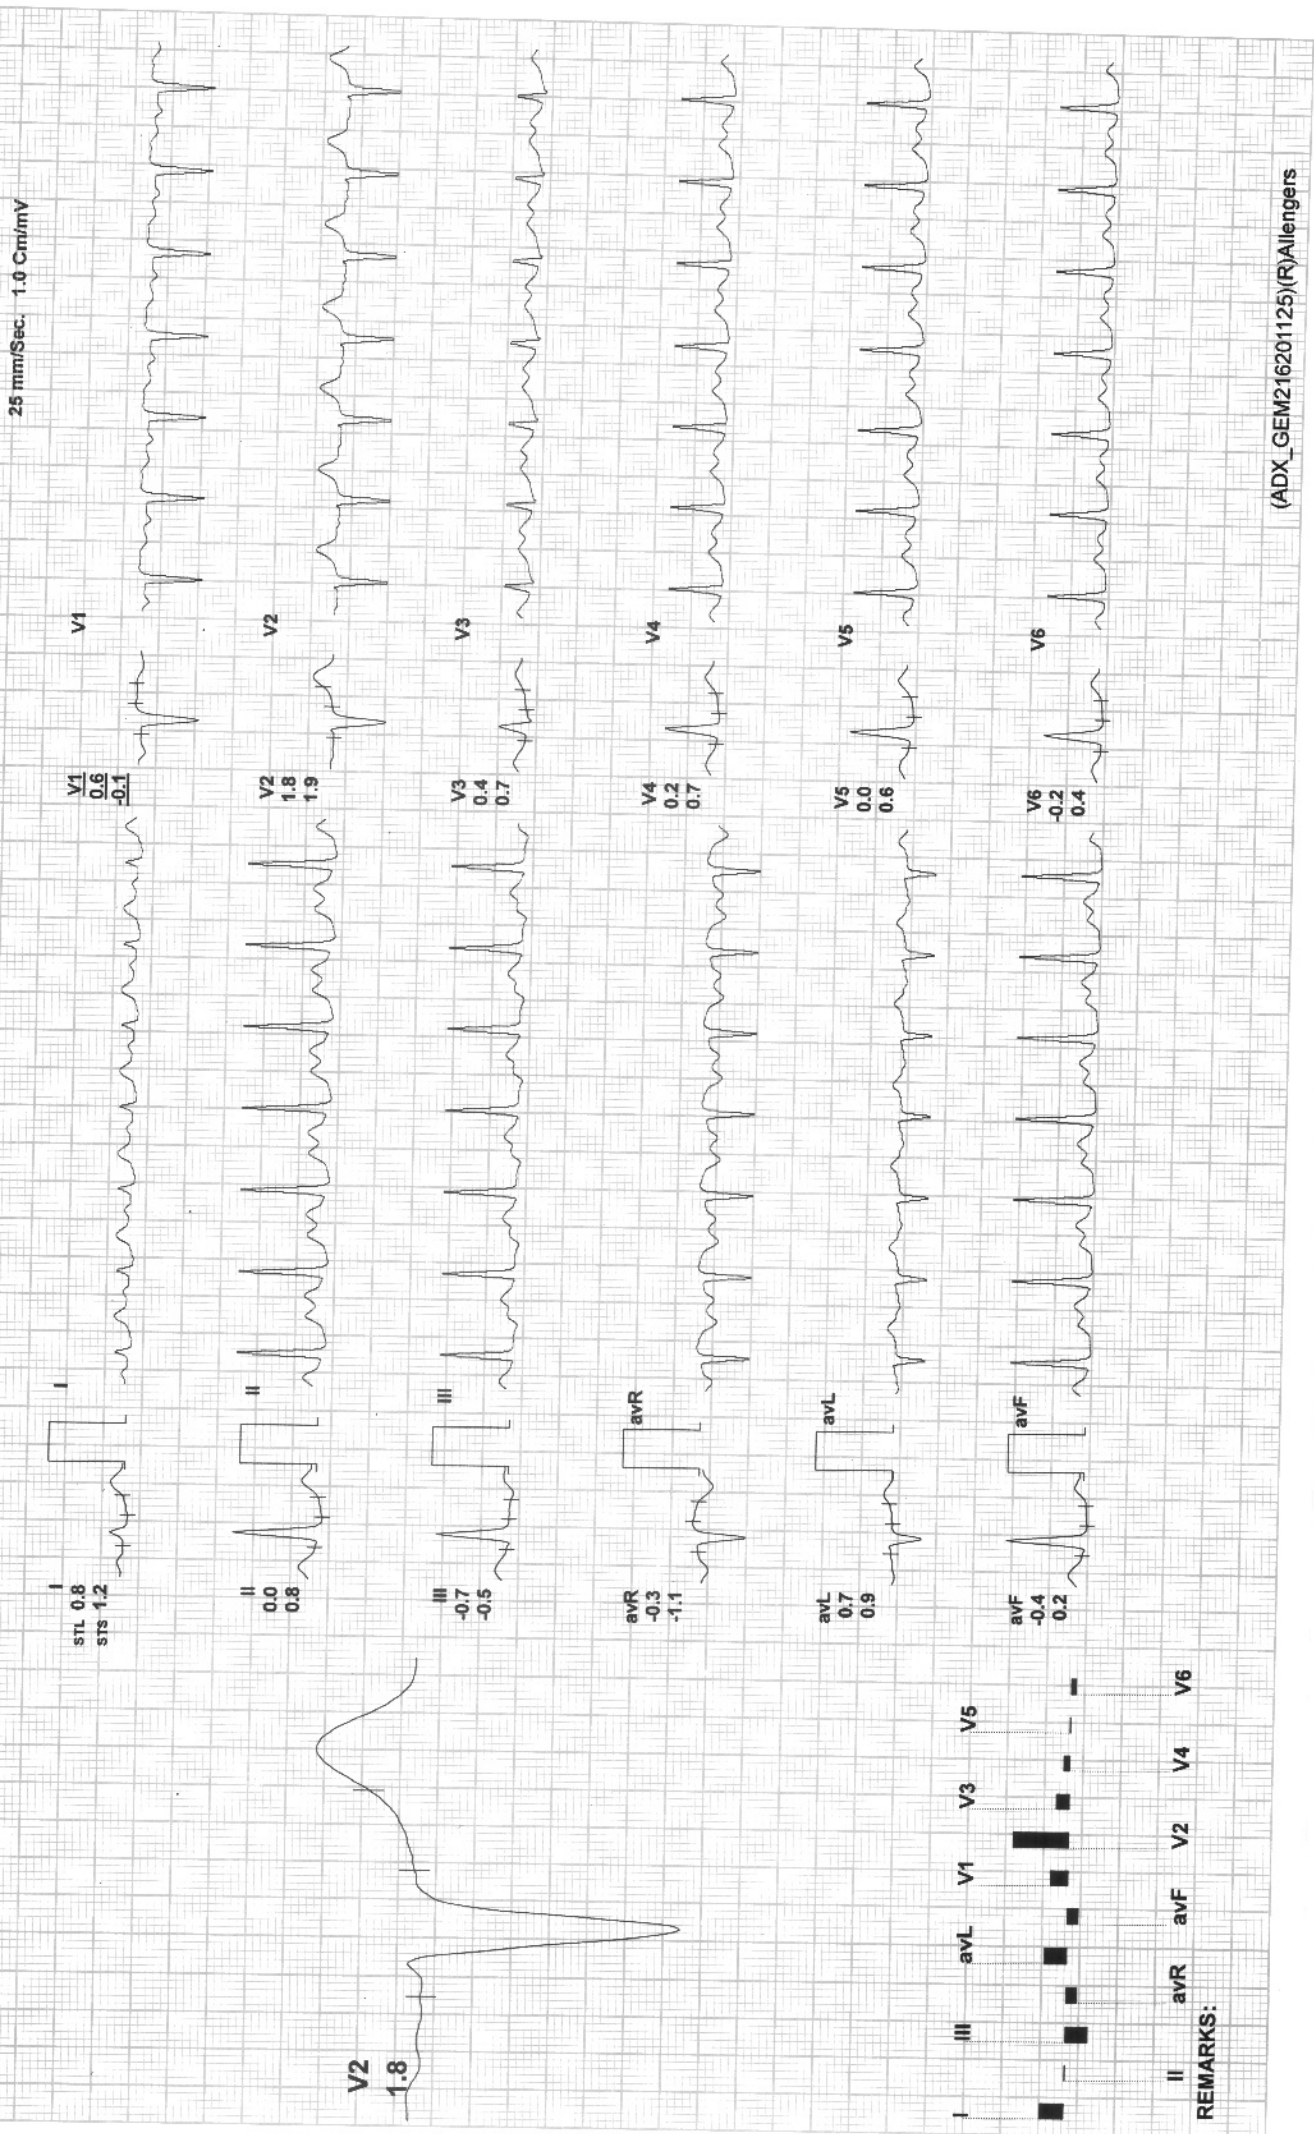 25 mm/Sec. 1.0 Cm/mV
V2
1.8
I
STL 0.8
STS 1.2
I
V1
0.6
-0.1
V1
II
0.0
0.8
II
V2
1.8
1.9
V2
III
-0.7
-0.5
III
V3
0.4
0.7
V3
avR
-0.3
-1.1
avR
V4
0.2
0.7
V4
avL
0.7
0.9
avL
V5
0.0
0.6
V5
avF
-0.4
0.2
avF
V6
-0.2
0.4
V6
I III avL V1 V3 V5
II avR avF V2 V4 V6
REMARKS:
(ADX_GEM216201125)(R)Allengers